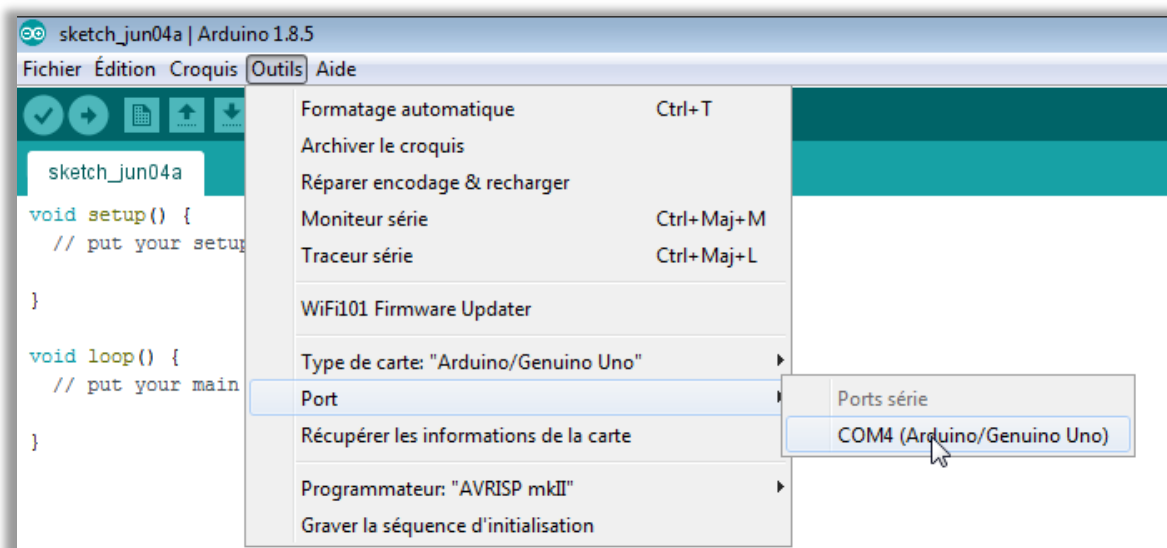 sketch_jun04a | Arduino 1.8.5
Fichier Édition Croquis Outils Aide
Formatage automatique Ctrl+T
Archiver le croquis
Réparer encodage & recharger
Moniteur série Ctrl+Maj+M
Traceur série Ctrl+Maj+L
WiFi101 Firmware Updater
Type de carte: "Arduino/Genuino Uno"
Port
Récupérer les informations de la carte
Programmateur: "AVRISP mkII"
Graver la séquence d'initialisation
Ports série
COM4 (Arduino/Genuino Uno)
sketch_jun04a
void setup() {
// put your setup
}
void loop() {
// put your main
}